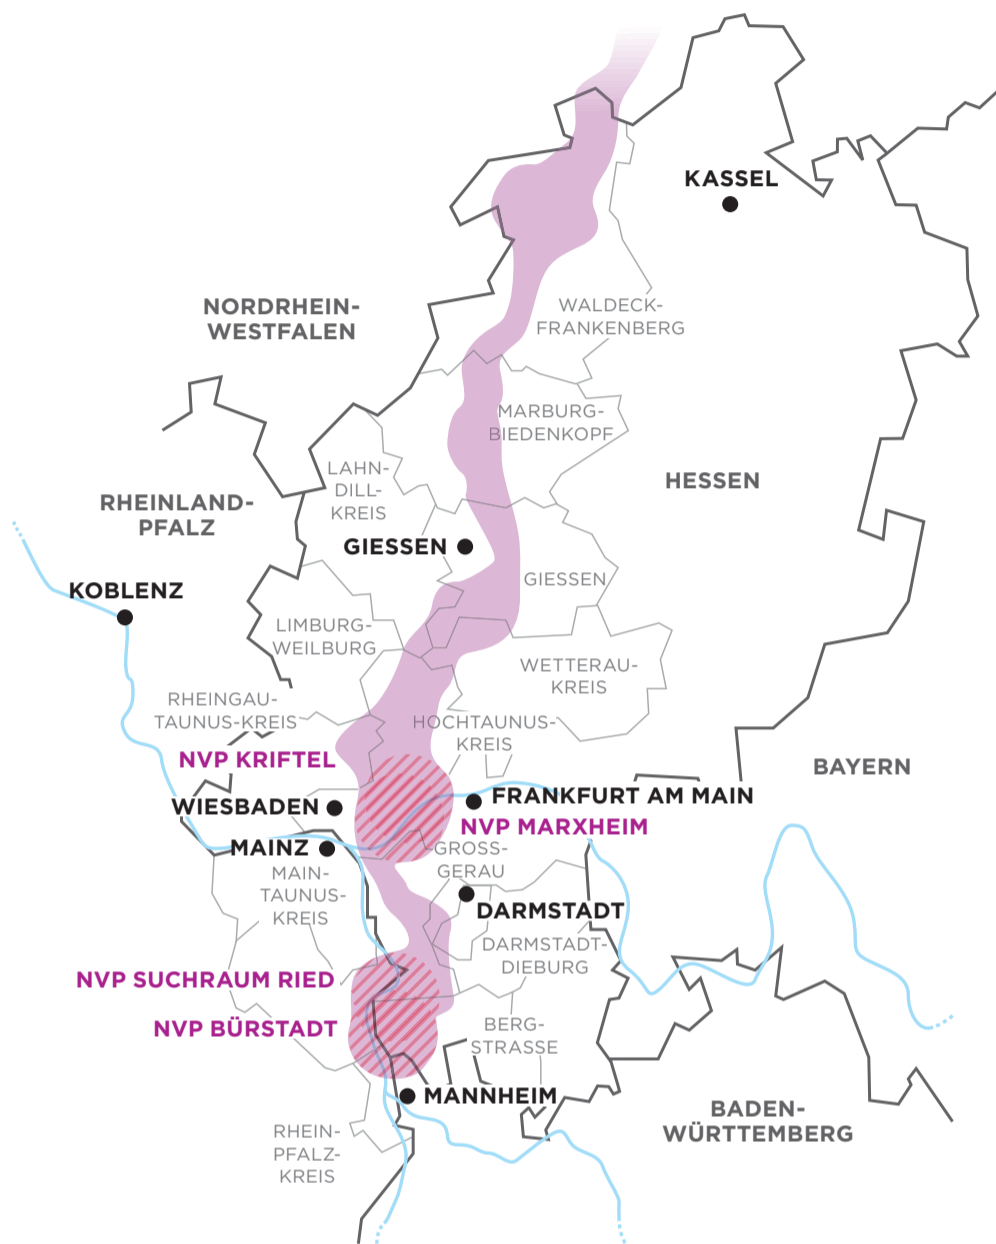 KASSEL
NORDRHEIN-
WESTFALEN
WALDECK-
FRANKENBERG
MARBURG-
BIEDENKOPF
LAHN-
DILL-
KREIS
HESSEN
RHEINLAND-
PFALZ
GIESSEN
GIESSEN
KOBLENZ
LIMBURG-
WEILBURG
WETTERAU-
KREIS
RHEINGAU-
TAUNUS-KREIS
HOCHTAUNUS-
KREIS
NVP KRIFTEL
BAYERN
WIESBADEN
FRANKFURT AM MAIN
NVP MARXHEIM
MAINZ
GROSS-
GERAU
MAIN-
TAUNUS-
KREIS
DARMSTADT
DARMSTADT-
DIEBURG
NVP SUCHRAUM RIED
NVP BÜRSTADT
BERG-
STRASSE
MANNHEIM
BADEN-
WÜRTTEMBERG
RHEIN-
PFALZ-
KREIS